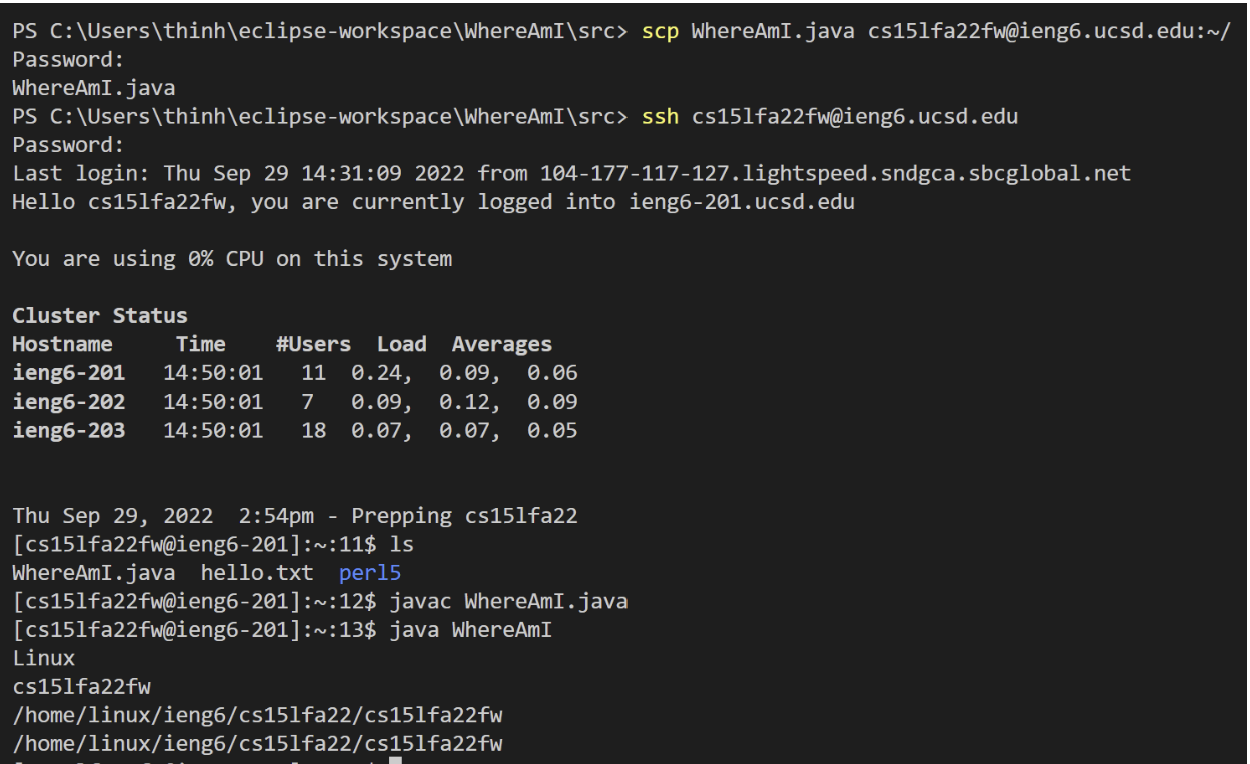 PS C:\Users\thinh\eclipse-workspace\WhereAmI\src> scp WhereAmI.java cs15lfa22fw@ieng6.ucsd.edu:~/
Password:
WhereAmI.java
PS C:\Users\thinh\eclipse-workspace\WhereAmI\src> ssh cs15lfa22fw@ieng6.ucsd.edu
Password:
Last login: Thu Sep 29 14:31:09 2022 from 104-177-117-127.lightspeed.sndgca.sbcglobal.net
Hello cs15lfa22fw, you are currently logged into ieng6-201.ucsd.edu
You are using 0% CPU on this system
Cluster Status
Hostname     Time    #Users  Load  Averages
ieng6-201   14:50:01   11  0.24,  0.09,  0.06
ieng6-202   14:50:01   7   0.09,  0.12,  0.09
ieng6-203   14:50:01   18  0.07,  0.07,  0.05
Thu Sep 29, 2022  2:54pm - Prepping cs15lfa22
[cs15lfa22fw@ieng6-201]:~:11$ ls
WhereAmI.java  hello.txt  perl5
[cs15lfa22fw@ieng6-201]:~:12$ javac WhereAmI.java
[cs15lfa22fw@ieng6-201]:~:13$ java WhereAmI
Linux
cs15lfa22fw
/home/linux/ieng6/cs15lfa22/cs15lfa22fw
/home/linux/ieng6/cs15lfa22/cs15lfa22fw